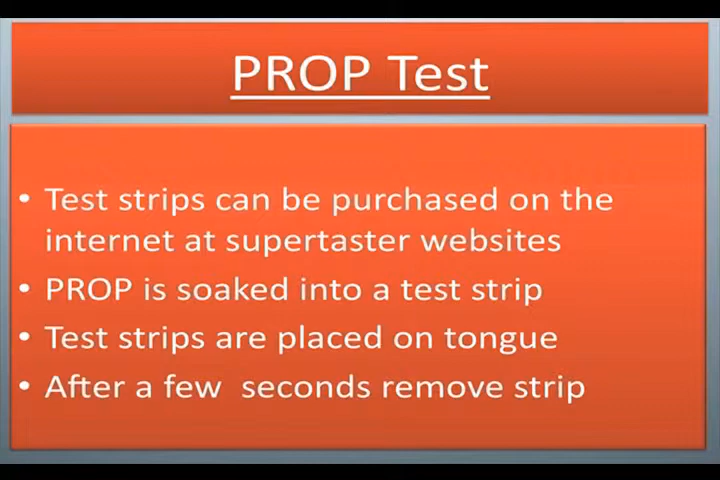 PROP Test
• Test strips can be purchased on the
internet at supertaster websites
• PROP is soaked into a test strip
• Test strips are placed on tongue
• After a few  seconds remove strip